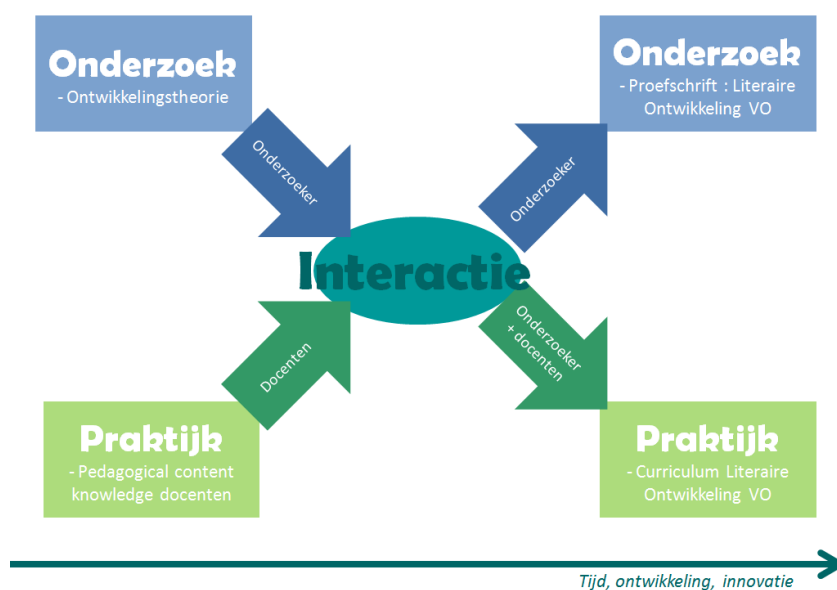 Onderzoek
- Ontwikkelingstheorie
Onderzoek
- Proefschrift : Literaire
Ontwikkeling VO
Onderzoeker
Onderzoeker
Interactie
Docenten
Onderzoeker
+ docenten
Praktijk
- Pedagogical content
knowledge docenten
Praktijk
- Curriculum Literaire
Ontwikkeling VO
Tijd, ontwikkeling, innovatie